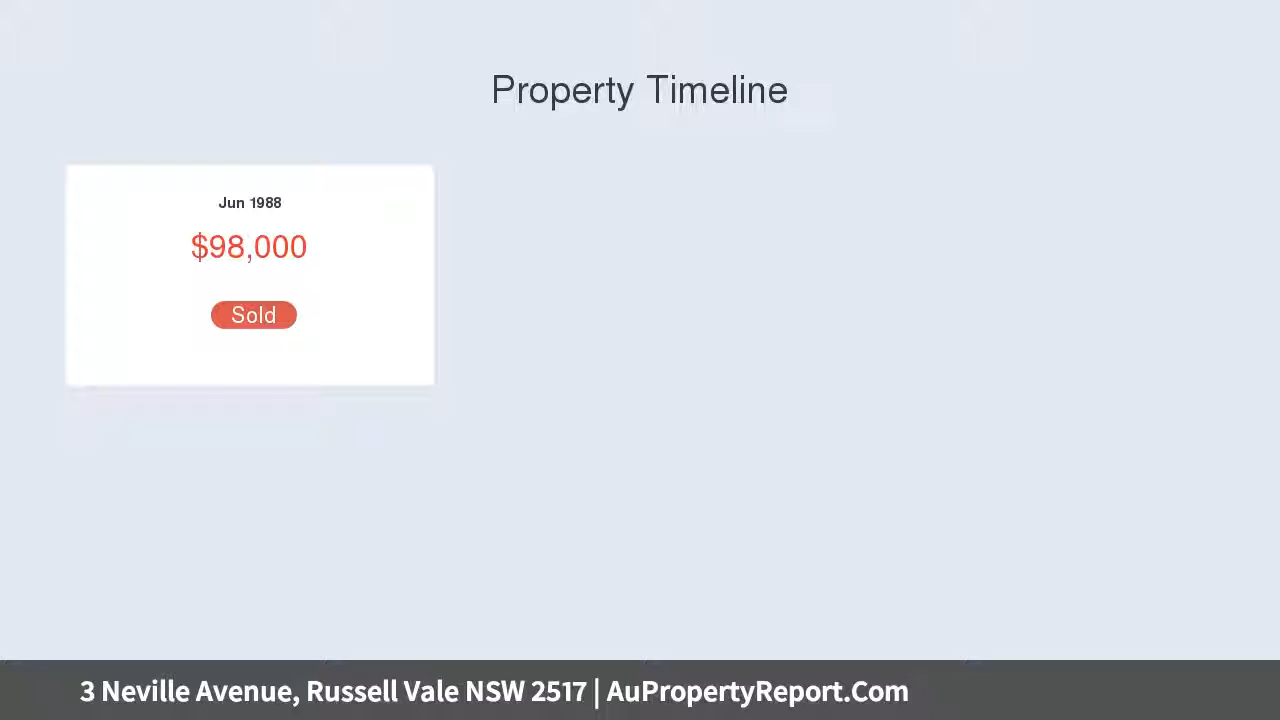 Property Timeline
Jun 1988
$98,000
Sold
3 Neville Avenue, Russell Vale NSW 2517 | AuPropertyReport.Com